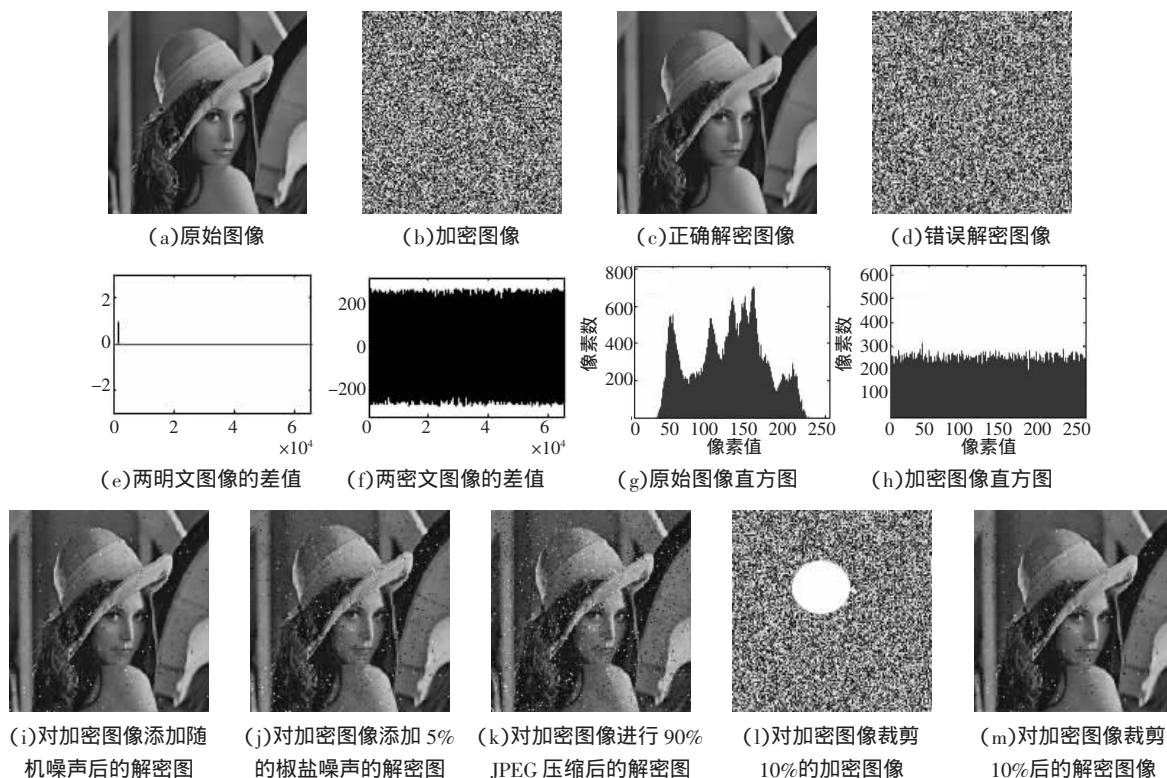 (a)原始图像
(b)加密图像
(c)正确解密图像
(d)错误解密图像
2
0
−2
0 2 4 6
×10⁴
(e)两明文图像的差值
200
0
−200
0 2 4 6
×10⁴
(f)两密文图像的差值
800
600
400
200
像素数
0 50 100 150 200 250
像素值
(g)原始图像直方图
600
500
400
300
200
100
像素数
0 50 100 150 200 250
像素值
(h)加密图像直方图
(i)对加密图像添加随
机噪声后的解密图
(j)对加密图像添加 5%
的椒盐噪声的解密图
(k)对加密图像进行 90%
JPEG 压缩后的解密图
(l)对加密图像裁剪
10%的加密图像
(m)对加密图像裁剪
10%后的解密图像